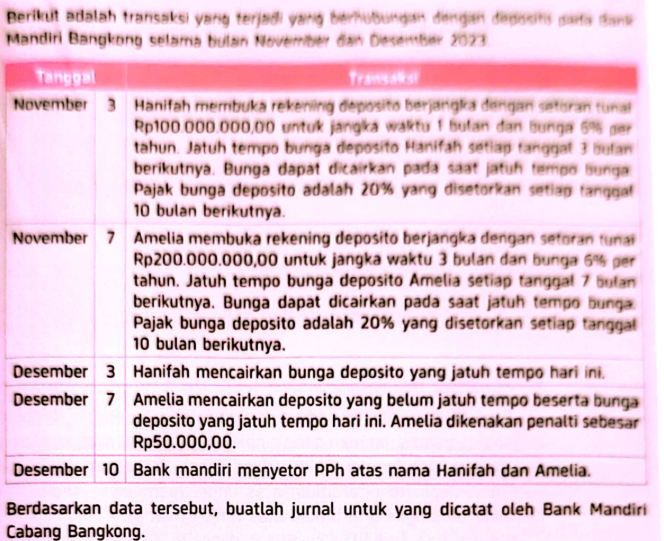 Berikut adalah transaksi yang terjadi yang berhubungan dengan deposito pada Bank
Mandiri Bangkong selama bulan November dan Desember 2023.
Tanggal Transaksi
November 3 Hanifah membuka rekening deposito berjangka dengan setoran tunai
Rp100.000.000,00 untuk jangka waktu 1 bulan dan bunga 6% per
tahun. Jatuh tempo bunga deposito Hanifah setiap tanggal 3 bulan
berikutnya. Bunga dapat dicairkan pada saat jatuh tempo bunga.
Pajak bunga deposito adalah 20% yang disetorkan setiap tanggal
10 bulan berikutnya.
November 7 Amelia membuka rekening deposito berjangka dengan setoran tunai
Rp200.000.000,00 untuk jangka waktu 3 bulan dan bunga 6% per
tahun. Jatuh tempo bunga deposito Amelia setiap tanggal 7 bulan
berikutnya. Bunga dapat dicairkan pada saat jatuh tempo bunga.
Pajak bunga deposito adalah 20% yang disetorkan setiap tanggal
10 bulan berikutnya.
Desember 3 Hanifah mencairkan bunga deposito yang jatuh tempo hari ini.
Desember 7 Amelia mencairkan deposito yang belum jatuh tempo beserta bunga
deposito yang jatuh tempo hari ini. Amelia dikenakan penalti sebesar
Rp50.000,00.
Desember 10 Bank mandiri menyetor PPh atas nama Hanifah dan Amelia.
Berdasarkan data tersebut, buatlah jurnal untuk yang dicatat oleh Bank Mandiri
Cabang Bangkong.